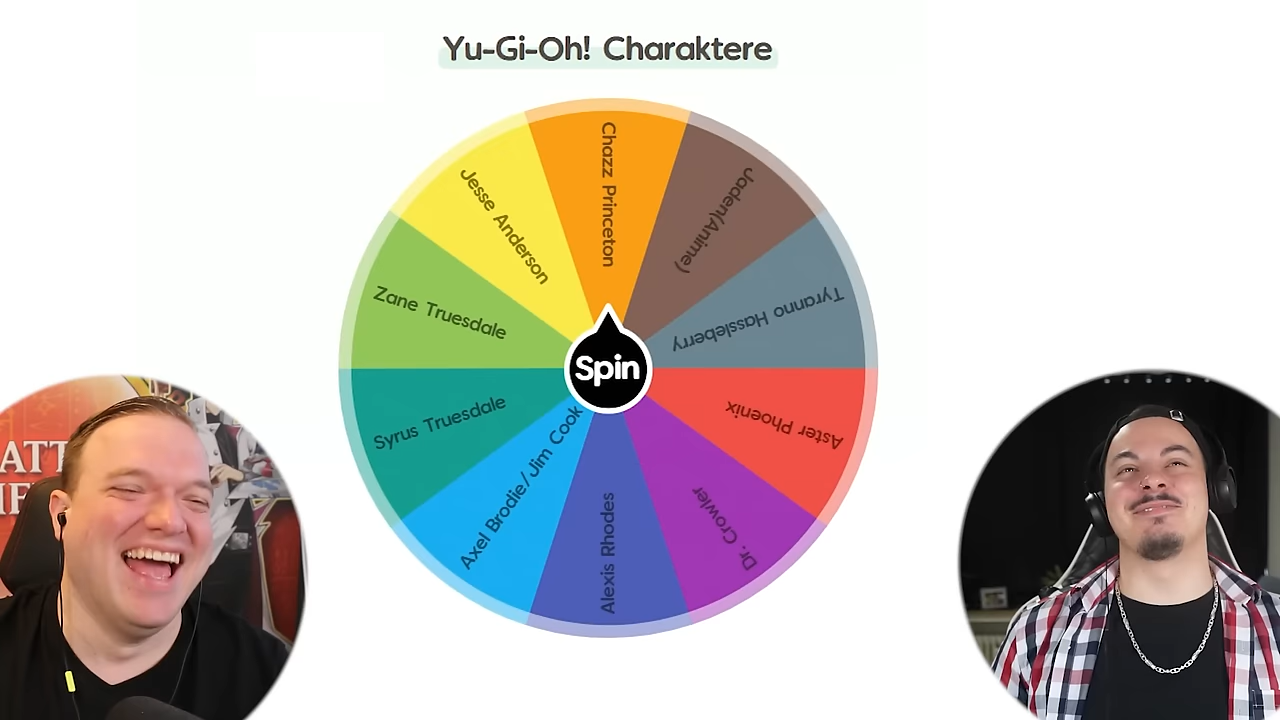 Yu-Gi-Oh! Charaktere
Chazz Princeton
Jaden(Anime)
Tyranno Hassleberry
Aster Phoenix
Dr. Crowler
Alexis Rhodes
Axel Brodie/Jim Cook
Syrus Truesdale
Zane Truesdale
Jesse Anderson
Spin